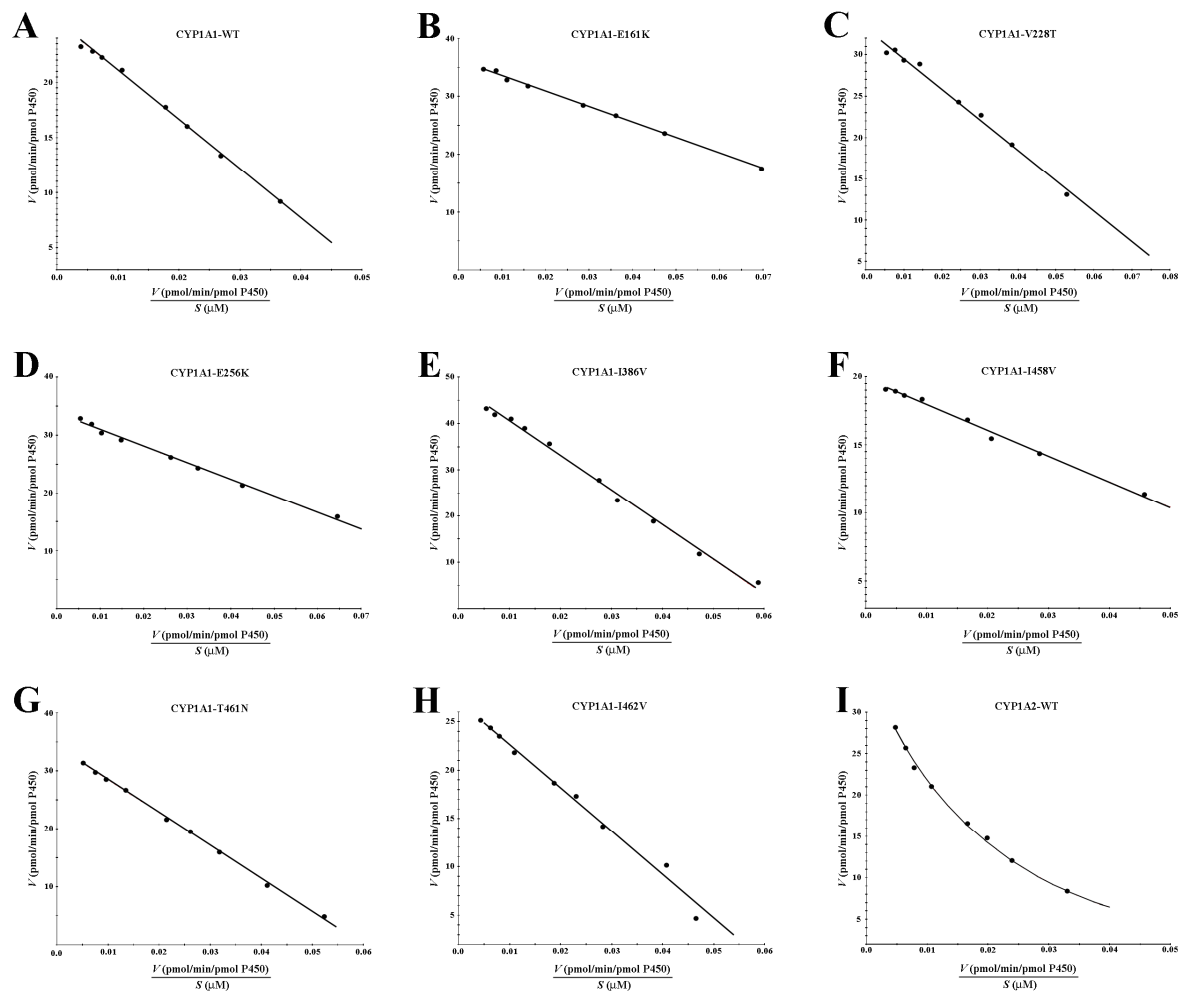 A
CYP1A1-WT
V (pmol/min/pmol P450)
20
15
10
5
0.0 0.01 0.02 0.03 0.04 0.05
V (pmol/min/pmol P450)
S (μM)
B
CYP1A1-E161K
V (pmol/min/pmol P450)
40
30
20
10
0.0 0.01 0.02 0.03 0.04 0.05 0.06 0.07
V (pmol/min/pmol P450)
S (μM)
C
CYP1A1-V228T
V (pmol/min/pmol P450)
30
25
20
15
10
5
0.0 0.01 0.02 0.03 0.04 0.05 0.06 0.07 0.08
V (pmol/min/pmol P450)
S (μM)
D
CYP1A1-E256K
V (pmol/min/pmol P450)
40
30
20
10
0.0 0.01 0.02 0.03 0.04 0.05 0.06 0.07
V (pmol/min/pmol P450)
S (μM)
E
CYP1A1-I386V
V (pmol/min/pmol P450)
50
40
30
20
10
0.0 0.01 0.02 0.03 0.04 0.05 0.06
V (pmol/min/pmol P450)
S (μM)
F
CYP1A1-I458V
V (pmol/min/pmol P450)
20
15
10
5
0.0 0.01 0.02 0.03 0.04 0.05
V (pmol/min/pmol P450)
S (μM)
G
CYP1A1-T461N
V (pmol/min/pmol P450)
40
30
20
10
0.0 0.01 0.02 0.03 0.04 0.05 0.06
V (pmol/min/pmol P450)
S (μM)
H
CYP1A1-I462V
V (pmol/min/pmol P450)
25
20
15
10
5
0.0 0.01 0.02 0.03 0.04 0.05 0.06
V (pmol/min/pmol P450)
S (μM)
I
CYP1A2-WT
V (pmol/min/pmol P450)
30
25
20
15
10
5
0.0 0.01 0.02 0.03 0.04 0.05
V (pmol/min/pmol P450)
S (μM)